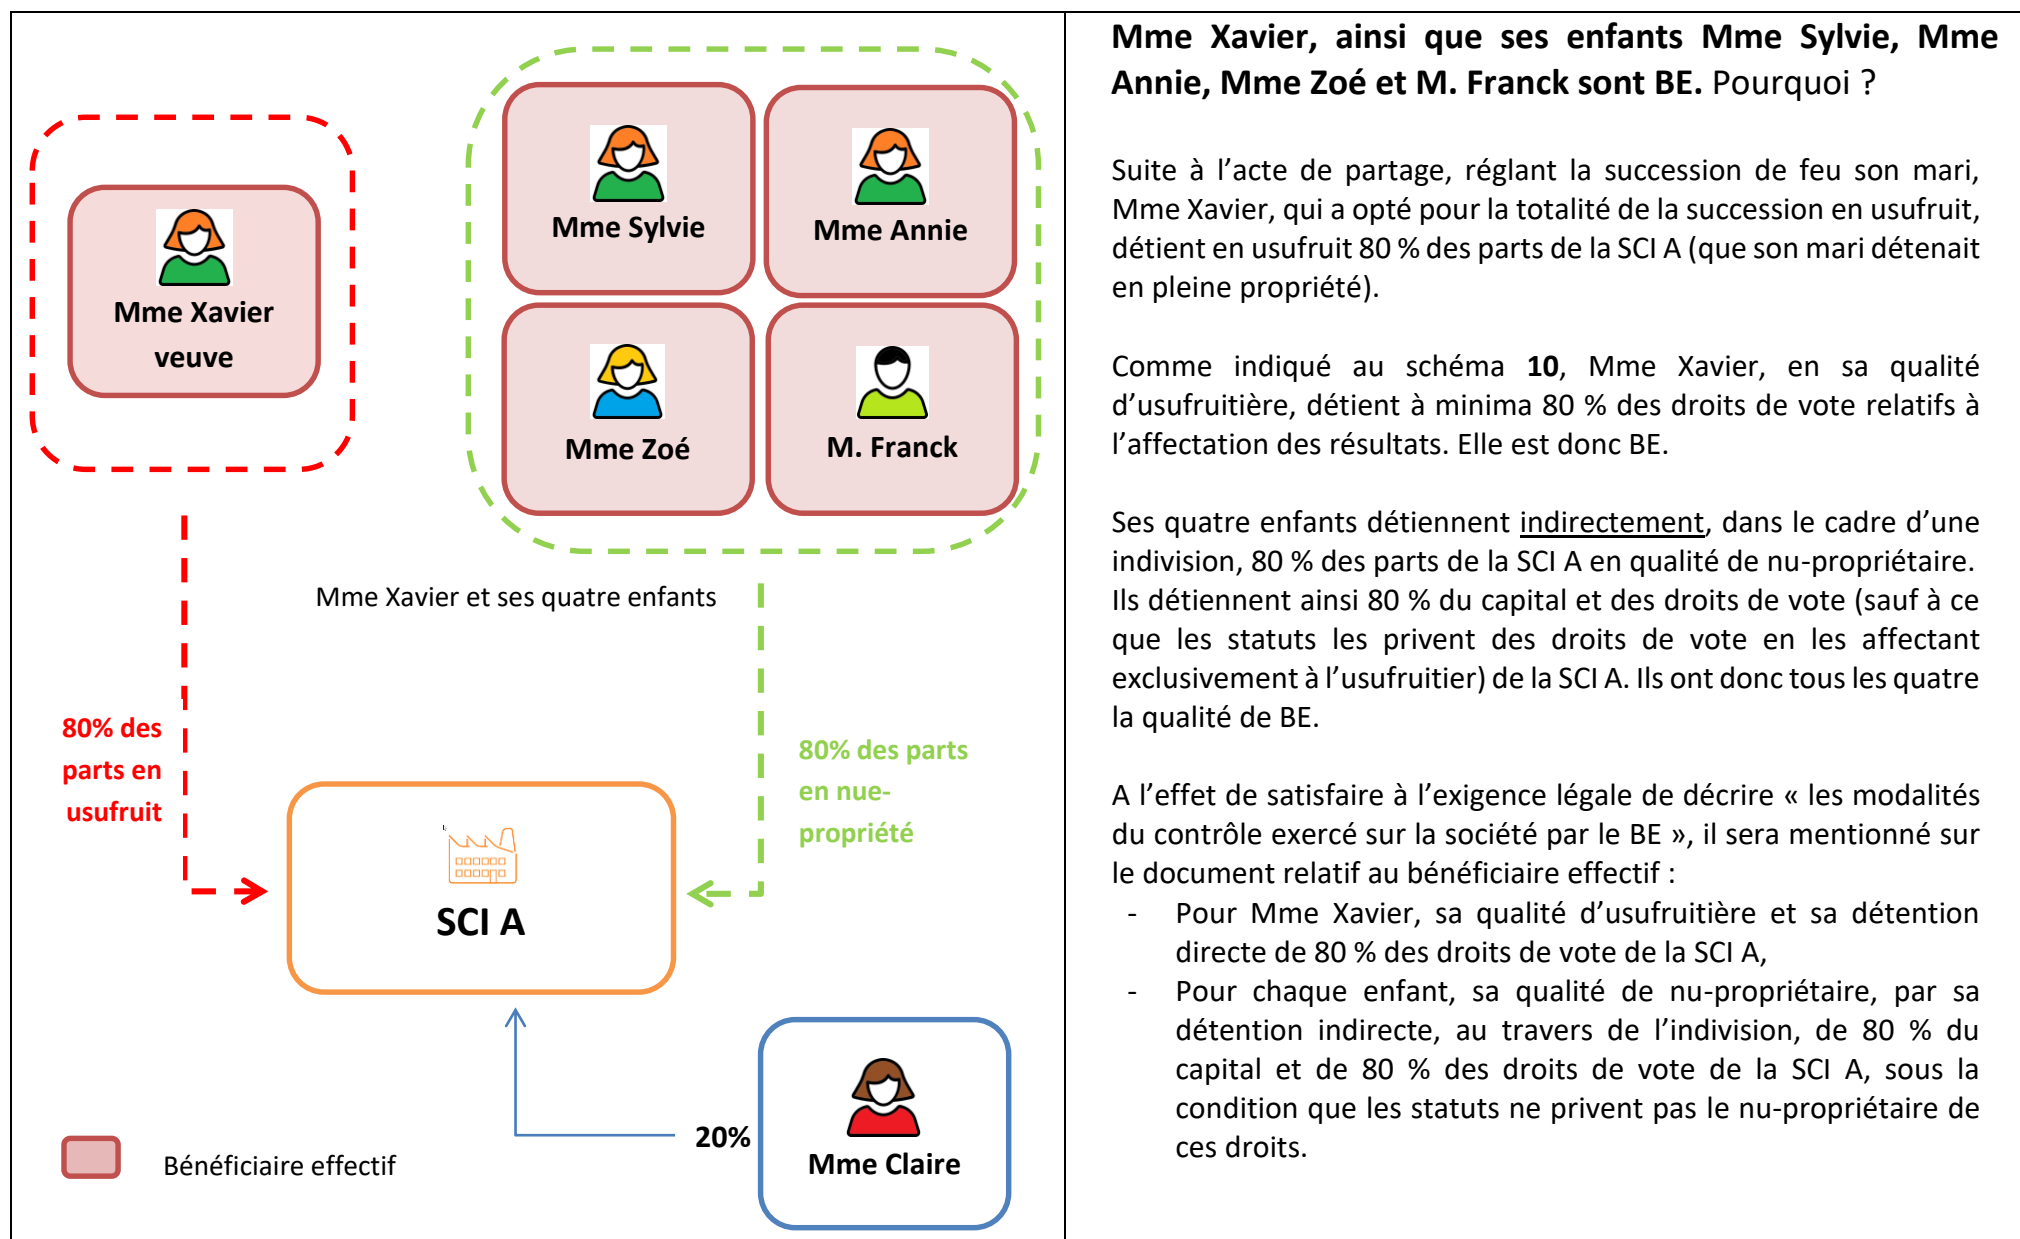 Mme Xavier
veuve
Mme Sylvie
Mme Annie
Mme Zoé
M. Franck
Mme Xavier et ses quatre enfants
80% des
parts en
usufruit
80% des parts
en nue-
propriété
SCI A
20%
Mme Claire
Bénéficiaire effectif
Mme Xavier, ainsi que ses enfants Mme Sylvie, Mme
Annie, Mme Zoé et M. Franck sont BE. Pourquoi ?
Suite à l’acte de partage, réglant la succession de feu son mari,
Mme Xavier, qui a opté pour la totalité de la succession en usufruit,
détient en usufruit 80 % des parts de la SCI A (que son mari détenait
en pleine propriété).
Comme indiqué au schéma 10, Mme Xavier, en sa qualité
d’usufruitière, détient à minima 80 % des droits de vote relatifs à
l’affectation des résultats. Elle est donc BE.
Ses quatre enfants détiennent indirectement, dans le cadre d’une
indivision, 80 % des parts de la SCI A en qualité de nu-propriétaire.
Ils détiennent ainsi 80 % du capital et des droits de vote (sauf à ce
que les statuts les privent des droits de vote en les affectant
exclusivement à l’usufruitier) de la SCI A. Ils ont donc tous les quatre
la qualité de BE.
A l’effet de satisfaire à l’exigence légale de décrire « les modalités
du contrôle exercé sur la société par le BE », il sera mentionné sur
le document relatif au bénéficiaire effectif :
- Pour Mme Xavier, sa qualité d’usufruitière et sa détention
directe de 80 % des droits de vote de la SCI A,
- Pour chaque enfant, sa qualité de nu-propriétaire, par sa
détention indirecte, au travers de l’indivision, de 80 % du
capital et de 80 % des droits de vote de la SCI A, sous la
condition que les statuts ne privent pas le nu-propriétaire de
ces droits.